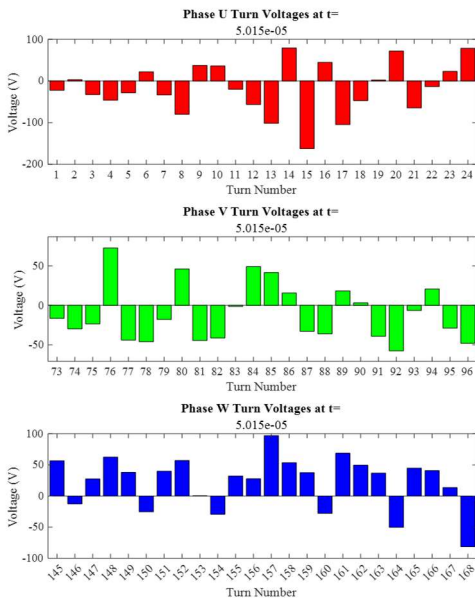 Phase U Turn Voltages at t=
5.015e-05
100
0
-100
-200
Voltage (V)
1 2 3 4 5 6 7 8 9 10 11 12 13 14 15 16 17 18 19 20 21 22 23 24
Turn Number
Phase V Turn Voltages at t=
5.015e-05
50
0
-50
Voltage (V)
73 74 75 76 77 78 79 80 81 82 83 84 85 86 87 88 89 90 91 92 93 94 95 96
Turn Number
Phase W Turn Voltages at t=
5.015e-05
100
50
0
-50
-100
Voltage (V)
145 146 147 148 149 150 151 152 153 154 155 156 157 158 159 160 161 162 163 164 165 166 167 168
Turn Number